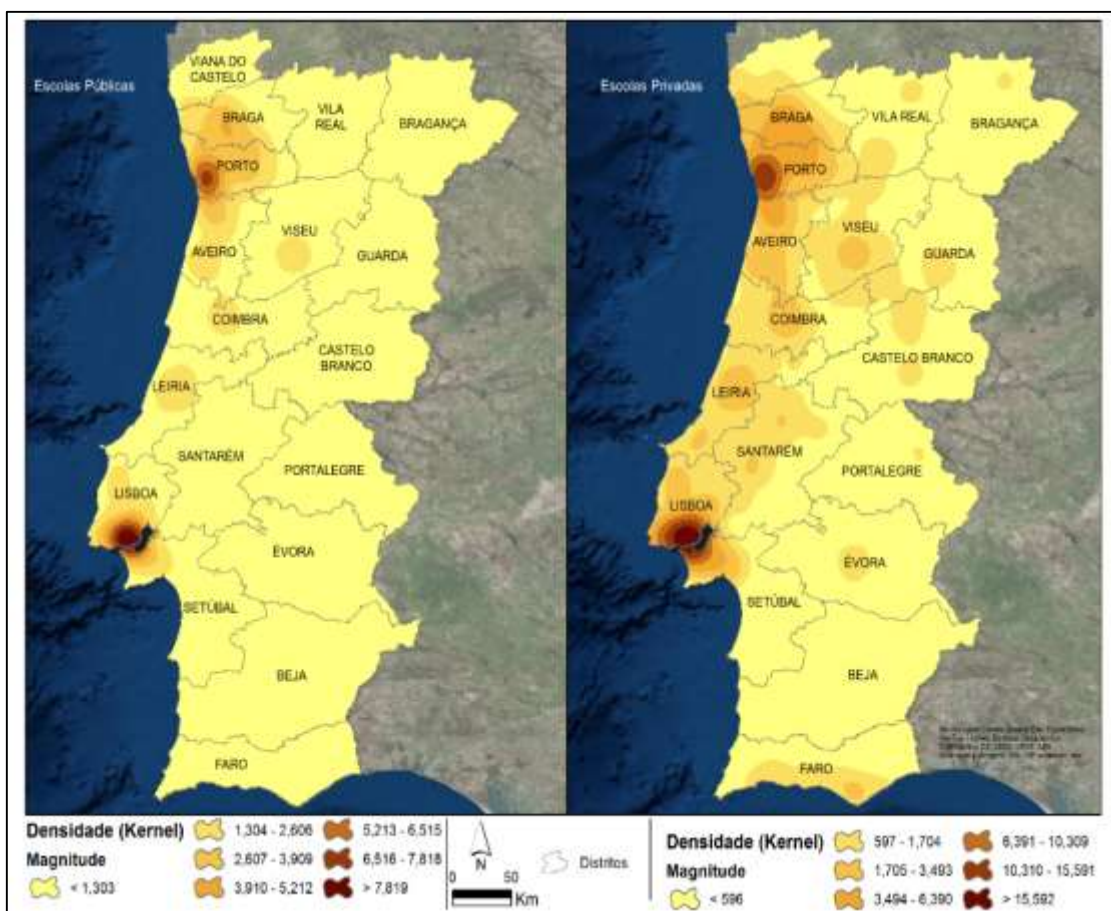 Escolas Públicas
VIANA DO
CASTELO
BRAGA
VILA
REAL
BRAGANÇA
PORTO
AVEIRO
VISEU
GUARDA
COIMBRA
CASTELO
BRANCO
LEIRIA
SANTARÉM
PORTALEGRE
LISBOA
ÉVORA
SETÚBAL
BEJA
FARO
Escolas Privadas
BRAGA
VILA REAL
BRAGANÇA
PORTO
AVEIRO
VISEU
GUARDA
COIMBRA
CASTELO BRANCO
LEIRIA
SANTARÉM
PORTALEGRE
LISBOA
ÉVORA
SETÚBAL
BEJA
FARO
Densidade (Kernel)
Magnitude
< 1,303
1,304 - 2,606
2,607 - 3,909
3,910 - 5,212
5,213 - 6,515
6,516 - 7,818
> 7,819
N
0 50
Km
Distritos
Densidade (Kernel)
Magnitude
< 596
597 - 1,704
1,705 - 3,493
3,494 - 6,390
6,391 - 10,309
10,310 - 15,591
> 15,592